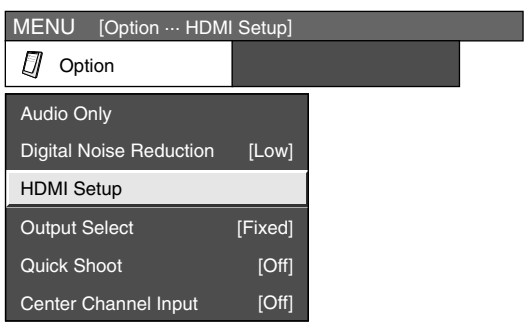 MENU [Option ··· HDMI Setup]
Option
Audio Only
Digital Noise Reduction [Low]
HDMI Setup
Output Select [Fixed]
Quick Shoot [Off]
Center Channel Input [Off]